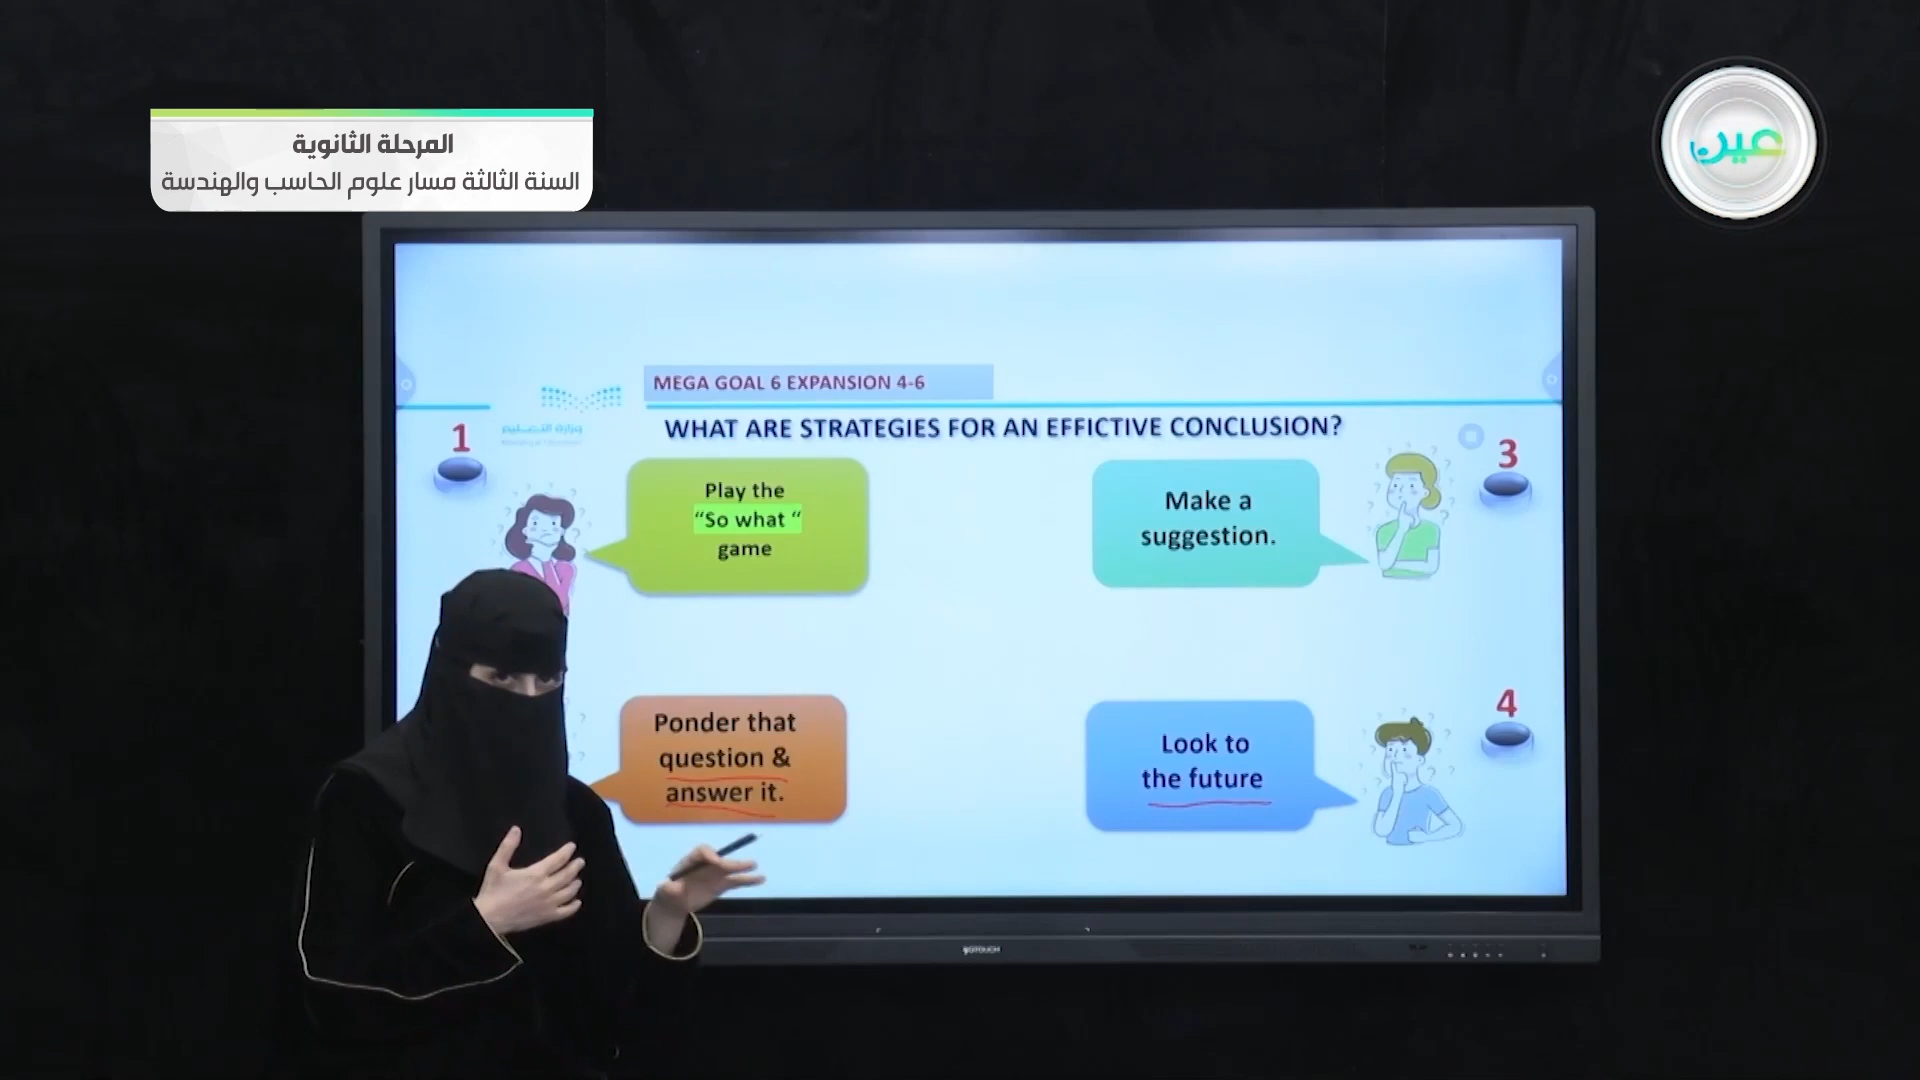 المرحلة الثانوية
السنة الثالثة مسار علوم الحاسب والهندسة
عين
MEGA GOAL 6 EXPANSION 4-6
وزارة التعليم
WHAT ARE STRATEGIES FOR AN EFFICTIVE CONCLUSION?
1
Play the
“So what “
game
3
Make a
suggestion.
Ponder that
question &
answer it.
4
Look to
the future